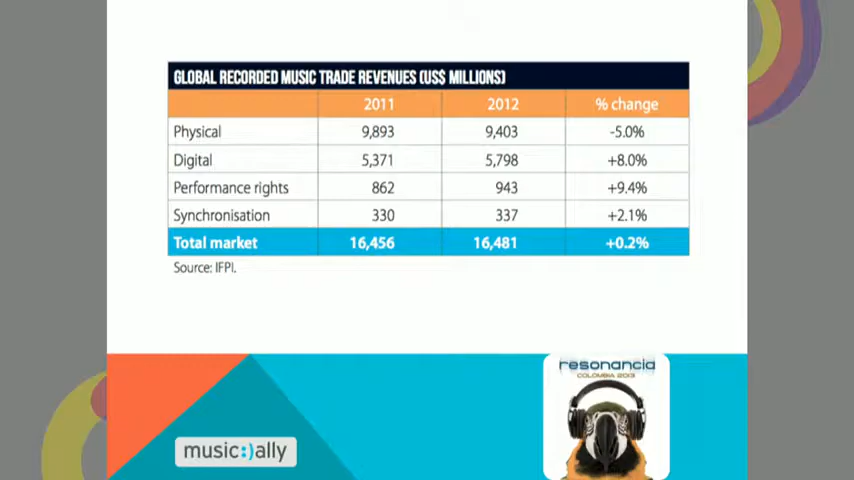 GLOBAL RECORDED MUSIC TRADE REVENUES (US$ MILLIONS)
2011 2012 % change
Physical 9,893 9,403 -5.0%
Digital 5,371 5,798 +8.0%
Performance rights 862 943 +9.4%
Synchronisation 330 337 +2.1%
Total market 16,456 16,481 +0.2%
Source: IFPI.
resonancia
COLOMBIA 2013
music:)ally